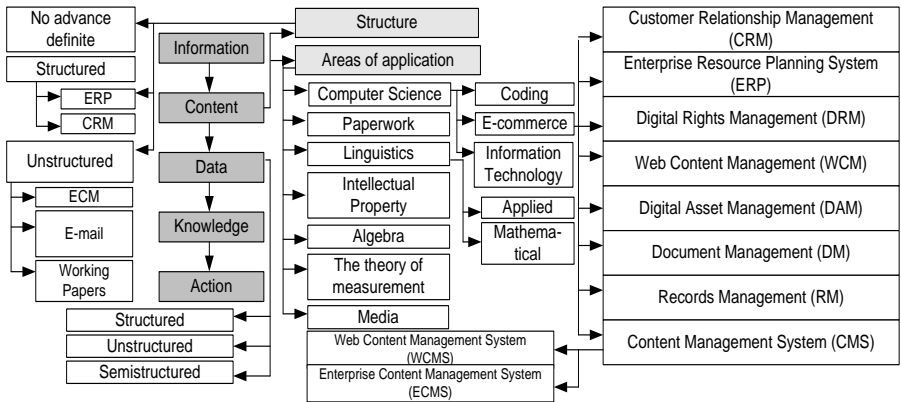 No advance
definite
Structured
ERP
CRM
Unstructured
ECM
E-mail
Working
Papers
Information
Content
Data
Knowledge
Action
Structured
Unstructured
Semistructured
Structure
Areas of application
Computer Science
Paperwork
Linguistics
Intellectual
Property
Algebra
The theory of
measurement
Media
Coding
E-commerce
Information
Technology
Applied
Mathema-
tical
Web Content Management System
(WCMS)
Enterprise Content Management System
(ECMS)
Customer Relationship Management
(CRM)
Enterprise Resource Planning System
(ERP)
Digital Rights Management (DRM)
Web Content Management (WCM)
Digital Asset Management (DAM)
Document Management (DM)
Records Management (RM)
Content Management System (CMS)